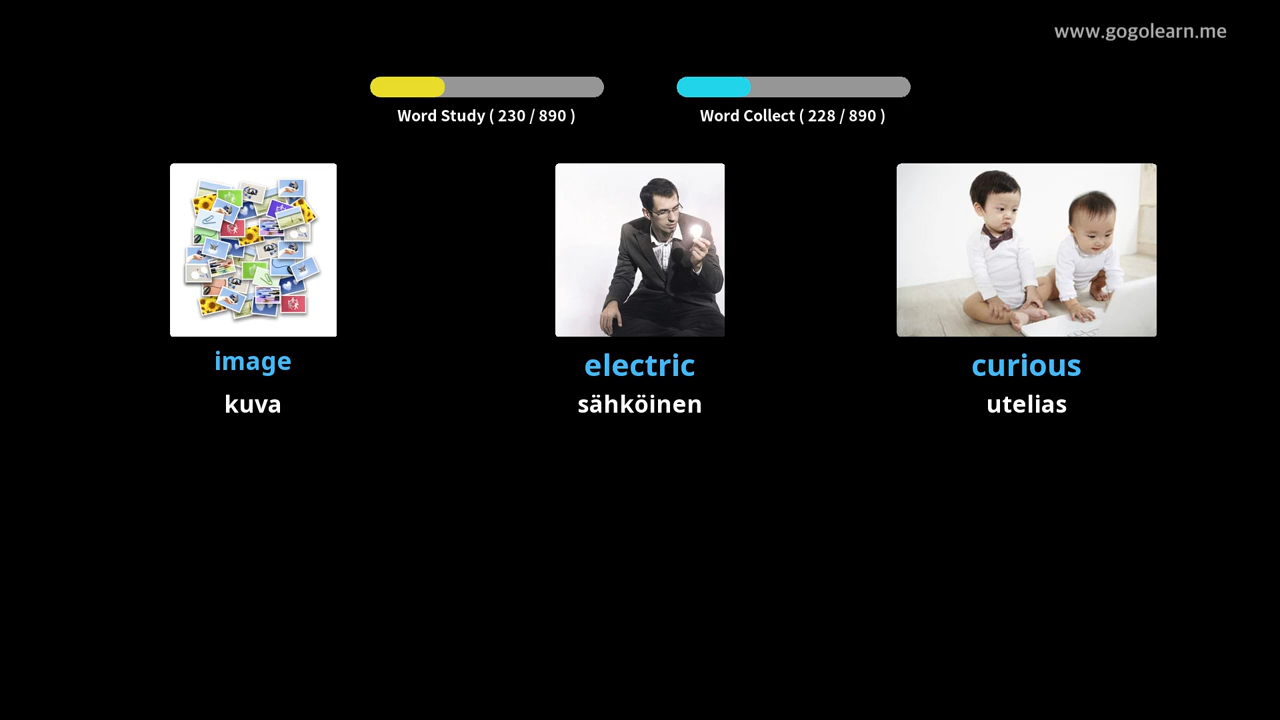 www.gogolearn.me
Word Study ( 230 / 890 )
Word Collect ( 228 / 890 )
image
electric
curious
kuva
sähköinen
utelias